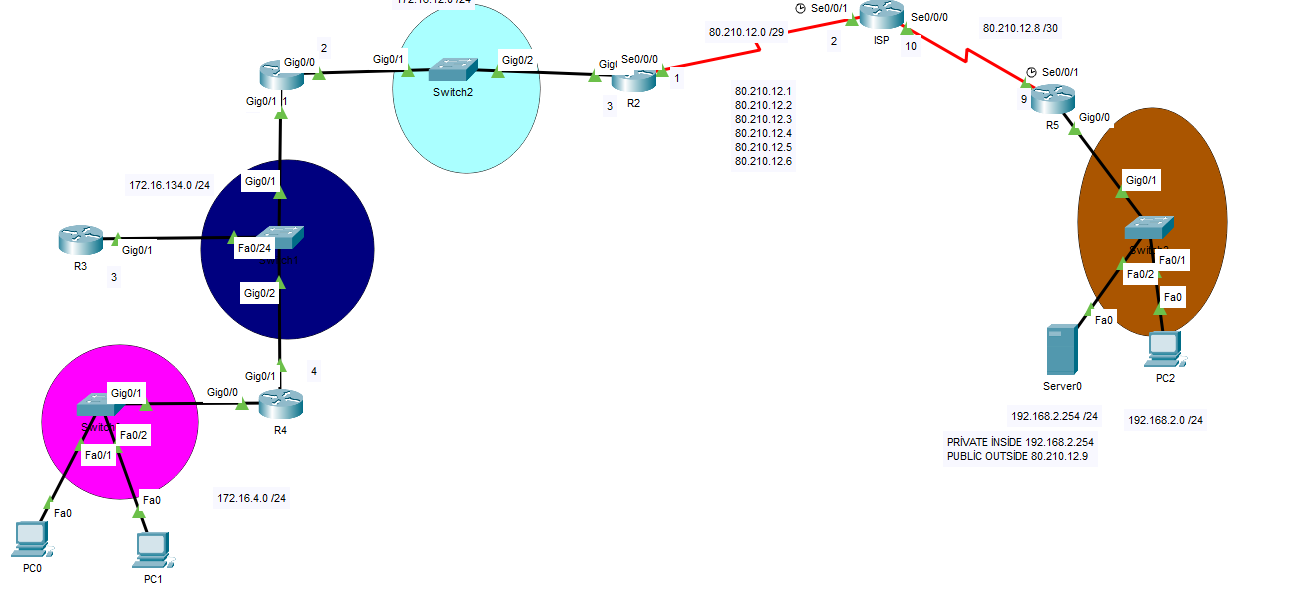 2
Gig0/0
Gig0/1
Gig0/2
Switch2
Se0/0/0
R2
3
1
80.210.12.0 /29
Se0/0/1
2
ISP
Se0/0/0
10
80.210.12.8 /30
Se0/0/1
9
R5
Gig0/0
80.210.12.1
80.210.12.2
80.210.12.3
80.210.12.4
80.210.12.5
80.210.12.6
Gig0/1
1
172.16.134.0 /24
Gig0/1
Gig0/1
R3
3
Fa0/24
Gig0/2
Gig0/1
4
Gig0/0
R4
Gig0/1
Fa0/2
Fa0/1
Fa0
Fa0
PC0
PC1
172.16.4.0 /24
Gig0/1
Fa0/1
Fa0/2
Fa0
Fa0
Server0
PC2
192.168.2.254 /24
192.168.2.0 /24
PRİVATE İNSİDE 192.168.2.254
PUBLİC OUTSİDE 80.210.12.9